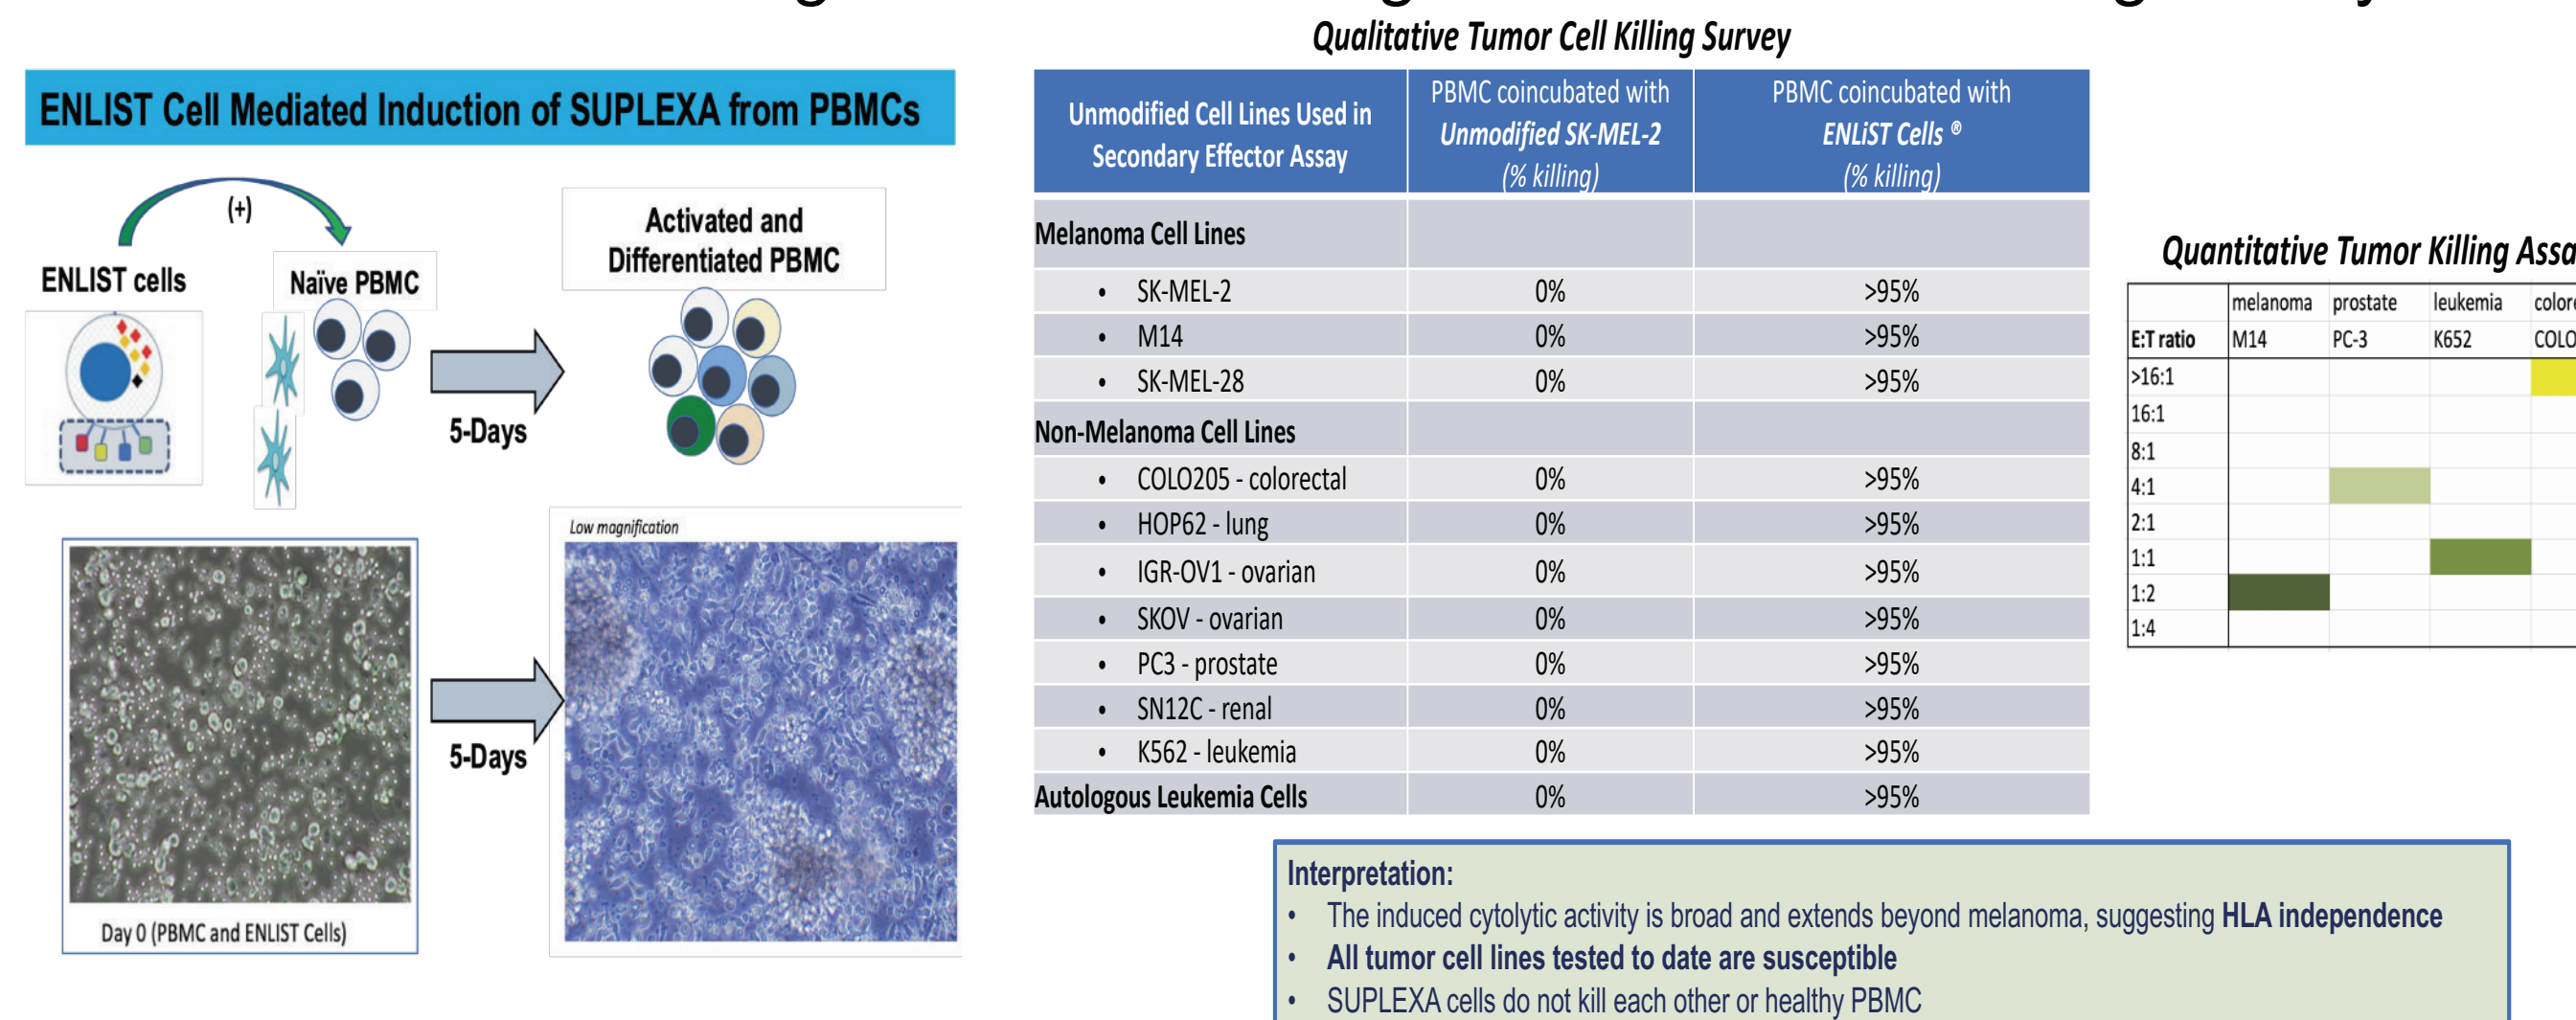 Qualitative Tumor Cell Killing Survey
ENLIST Cell Mediated Induction of SUPLEXA from PBMCs
(+)
ENLIST cells
Naïve PBMC
Activated and
Differentiated PBMC
5-Days
Low magnification
5-Days
Day 0 (PBMC and ENLIST Cells)
Unmodified Cell Lines Used in
Secondary Effector Assay
PBMC coincubated with
Unmodified SK-MEL-2
(% killing)
PBMC coincubated with
ENLiST Cells ®
(% killing)
Melanoma Cell Lines
• SK-MEL-2 0% >95%
• M14 0% >95%
• SK-MEL-28 0% >95%
Non-Melanoma Cell Lines
• COLO205 - colorectal 0% >95%
• HOP62 - lung 0% >95%
• IGR-OV1 - ovarian 0% >95%
• SKOV - ovarian 0% >95%
• PC3 - prostate 0% >95%
• SN12C - renal 0% >95%
• K562 - leukemia 0% >95%
Autologous Leukemia Cells 0% >95%
Quantitative Tumor Killing
melanoma prostate leukemia
E:T ratio M14 PC-3 K652
>16:1
16:1
8:1
4:1
2:1
1:1
1:2
1:4
Interpretation:
• The induced cytolytic activity is broad and extends beyond melanoma, suggesting HLA independence
• All tumor cell lines tested to date are susceptible
• SUPLEXA cells do not kill each other or healthy PBMC